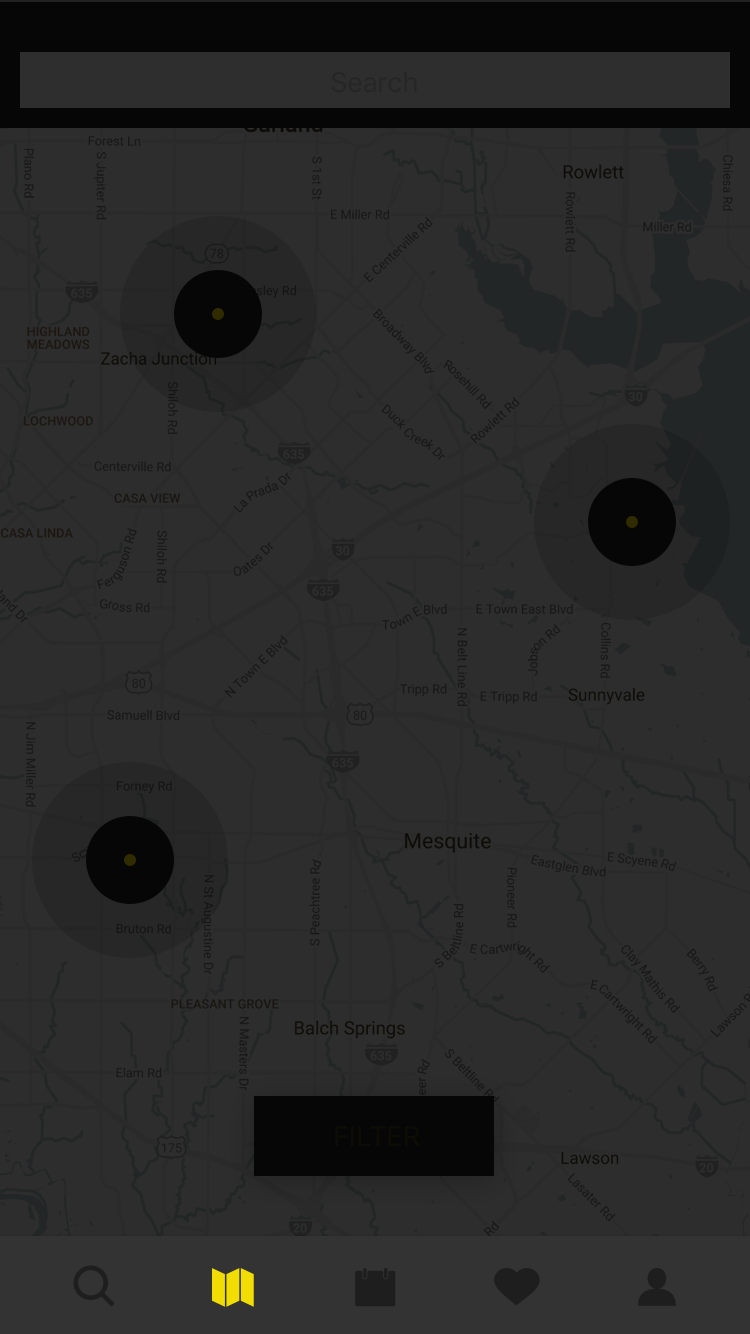 Search
Garland
Forest Ln
Plano Rd
S Jupiter Rd
S 1st St
Rowlett
Chiesa Rd
E Miller Rd
Rowlett Rd
Miller Rd
E Centerville Rd
78
635
sley Rd
HIGHLAND
MEADOWS
Zacha Junction
Broadway Blvd
Rosehill Rd
30
Shiloh Rd
LOCHWOOD
Duck Creek Dr
Rowlett Rd
635
Centerville Rd
La Prada Dr
CASA VIEW
CASA LINDA
Ferguson Rd
Shiloh Rd
Oates Dr
30
635
land Dr
Gross Rd
Town E Blvd
E Town East Blvd
N Town E Blvd
N Belt Line Rd
Jobson Rd
Collins Rd
80
Tripp Rd
E Tripp Rd
Sunnyvale
Samuell Blvd
80
N Jim Miller Rd
635
Forney Rd
Mesquite
Sc
Eastglen Blvd
E Scyene Rd
N St Augustine Dr
S Peachtree Rd
Pioneer Rd
Bruton Rd
S Beltline Rd
E Cartwright Rd
Clay Mathis Rd
Berry Rd
E Cartwright Rd
Lawson R
PLEASANT GROVE
Balch Springs
N Masters Dr
635
Elam Rd
eer Rd
S Beltline Rd
FILTER
175
Lawson
20
Lasater Rd
20
Rd